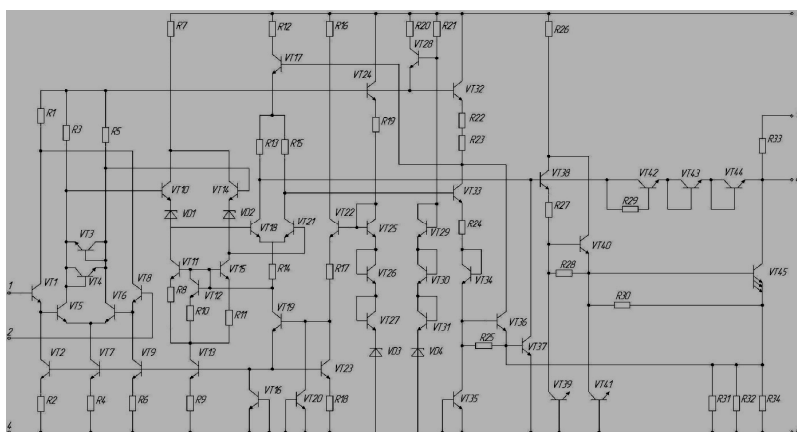 R7 R12 R16 R20 R21 R26
VT28
VT17
VT24 VT32
R1 R3 R5 R19 R22
R23
R13 R15 R33
VT42 VT43 VT44
VT10 VT14 VT33 VT38
R29
VD1 VD2 R27
VT18 VT21 VT22 VT25 VT29 R24
VT3 VT40
VT11 VT15 R14 R17 VT26 VT30 VT34 R28 VT45
VT4
1 VT1 VT5 VT6 VT8 R8 VT12
R10 R11 VT19 VT27 VT31 VT36 R30
2 R25
VT2 VT7 VT9 VT13 VT23 VD3 VD4 VT37
VT16 VT20 VT35 VT39 VT41
R2 R4 R6 R9 R18 R31 R32 R34
4